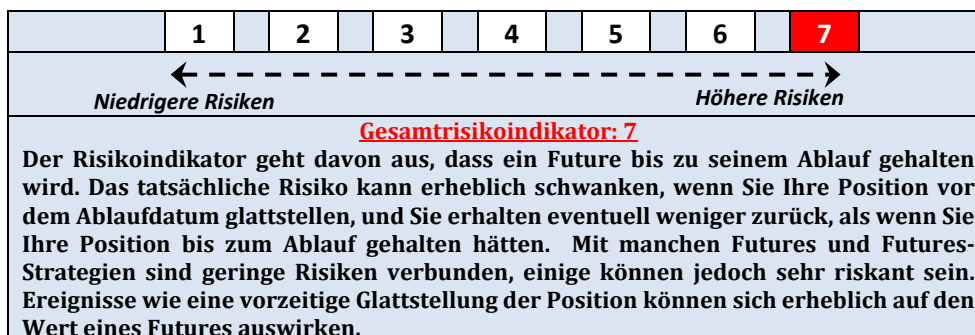 1 2 3 4 5 6 7
Niedrigere Risiken Höhere Risiken
Gesamtrisikoindikator: 7
Der Risikoindikator geht davon aus, dass ein Future bis zu seinem Ablauf gehalten
wird. Das tatsächliche Risiko kann erheblich schwanken, wenn Sie Ihre Position vor
dem Ablaufdatum glattstellen, und Sie erhalten eventuell weniger zurück, als wenn Sie
Ihre Position bis zum Ablauf gehalten hätten. Mit manchen Futures und Futures-
Strategien sind geringe Risiken verbunden, einige können jedoch sehr riskant sein.
Ereignisse wie eine vorzeitige Glattstellung der Position können sich erheblich auf den
Wert eines Futures auswirken.